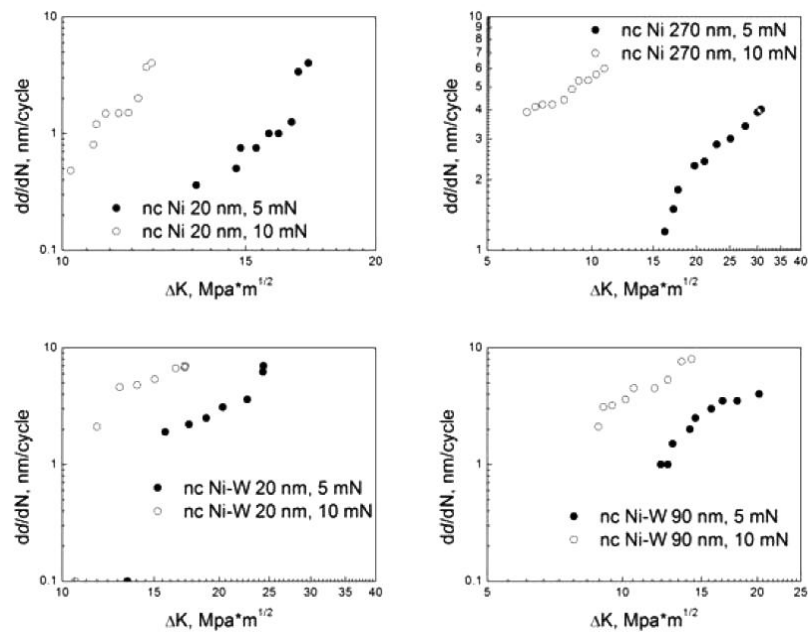 10
1
0.1
dd/dN, nm/cycle
nc Ni 20 nm, 5 mN
nc Ni 20 nm, 10 mN
10
15
20
ΔK, Mpa*m1/2
10
9
8
7
6
5
4
3
2
1
dd/dN, nm/cycle
nc Ni 270 nm, 5 mN
nc Ni 270 nm, 10 mN
5
10
15
20
25
30
35
40
ΔK, Mpa*m1/2
10
1
0.1
dd/dN, nm/cycle
nc Ni-W 20 nm, 5 mN
nc Ni-W 20 nm, 10 mN
10
15
20
25
30
35
40
ΔK, Mpa*m1/2
10
1
0.1
dd/dN, nm/cycle
nc Ni-W 90 nm, 5 mN
nc Ni-W 90 nm, 10 mN
5
10
15
20
25
ΔK, Mpa*m1/2